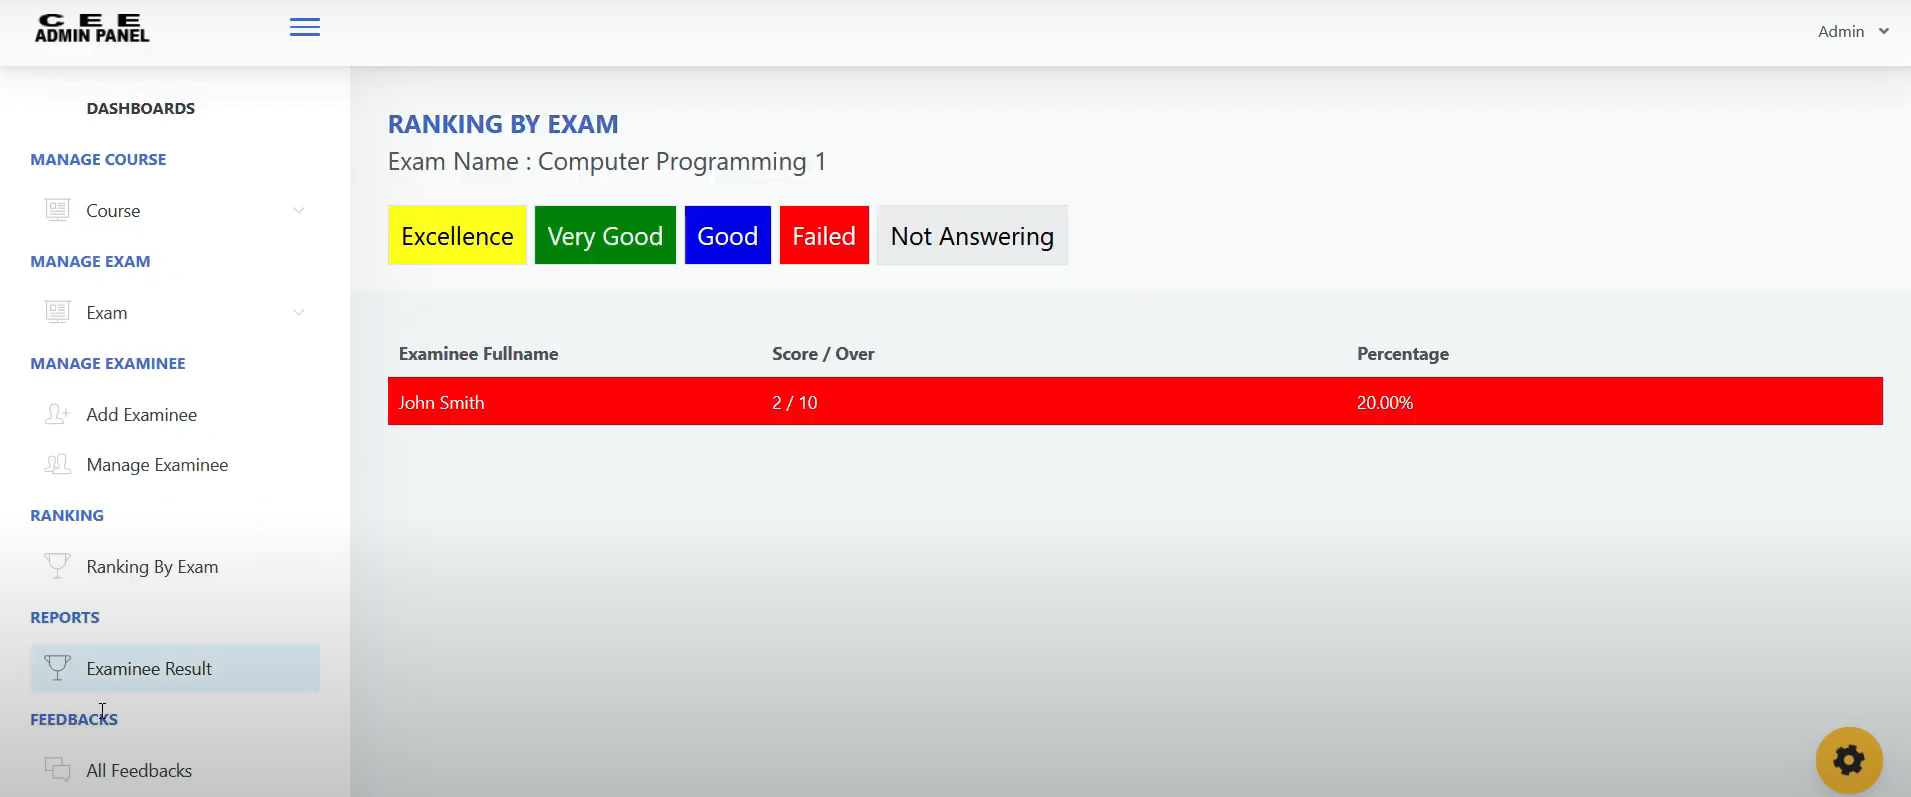 CEE
ADMIN PANEL
Admin
DASHBOARDS
MANAGE COURSE
Course
MANAGE EXAM
Exam
MANAGE EXAMINEE
Add Examinee
Manage Examinee
RANKING
Ranking By Exam
REPORTS
Examinee Result
FEEDBACKS
All Feedbacks
RANKING BY EXAM
Exam Name : Computer Programming 1
Excellence Very Good Good Failed Not Answering
Examinee Fullname Score / Over Percentage
John Smith 2 / 10 20.00%